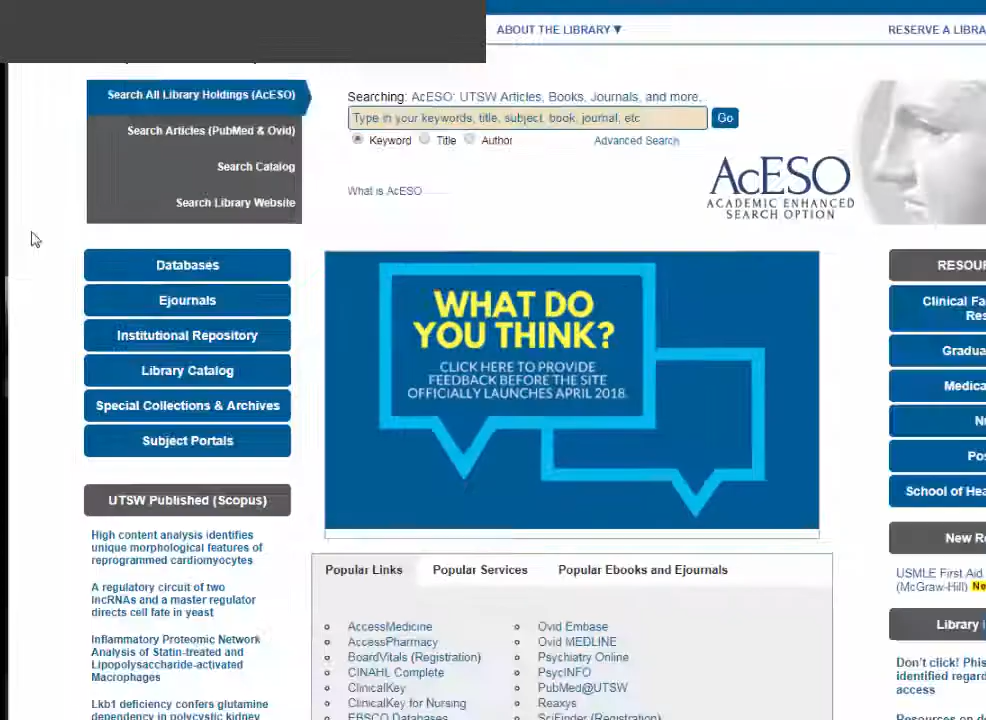 ABOUT THE LIBRARY ▼
RESERVE A LIBRA
Search All Library Holdings (AcESO)
Search Articles (PubMed & Ovid)
Search Catalog
Search Library Website
Searching: AcESO: UTSW Articles, Books, Journals, and more.
Type in your keywords, title, subject, book, journal, etc
Go
Keyword Title Author
Advanced Search
What is AcESO
AcESO
ACADEMIC ENHANCED
SEARCH OPTION
Databases
Ejournals
Institutional Repository
Library Catalog
Special Collections & Archives
Subject Portals
UTSW Published (Scopus)
High content analysis identifies
unique morphological features of
reprogrammed cardiomyocytes
A regulatory circuit of two
lncRNAs and a master regulator
directs cell fate in yeast
Inflammatory Proteomic Network
Analysis of Statin-treated and
Lipopolysaccharide-activated
Macrophages
Lkb1 deficiency confers glutamine
dependency in polycystic kidney
WHAT DO
YOU THINK?
CLICK HERE TO PROVIDE
FEEDBACK BEFORE THE SITE
OFFICIALLY LAUNCHES APRIL 2018.
Popular Links
Popular Services
Popular Ebooks and Ejournals
AccessMedicine
AccessPharmacy
BoardVitals (Registration)
CINAHL Complete
ClinicalKey
ClinicalKey for Nursing
EBSCO Databases
Ovid Embase
Ovid MEDLINE
Psychiatry Online
PsycINFO
PubMed@UTSW
Reaxys
SciFinder (Registration)
RESOU
Clinical Fa
Res
Gradua
Medica
Nu
Pos
School of Hea
New Re
USMLE First Aid
(McGraw-Hill) Ne
Library
Don't click! Phis
identified regard
access
Resources on de